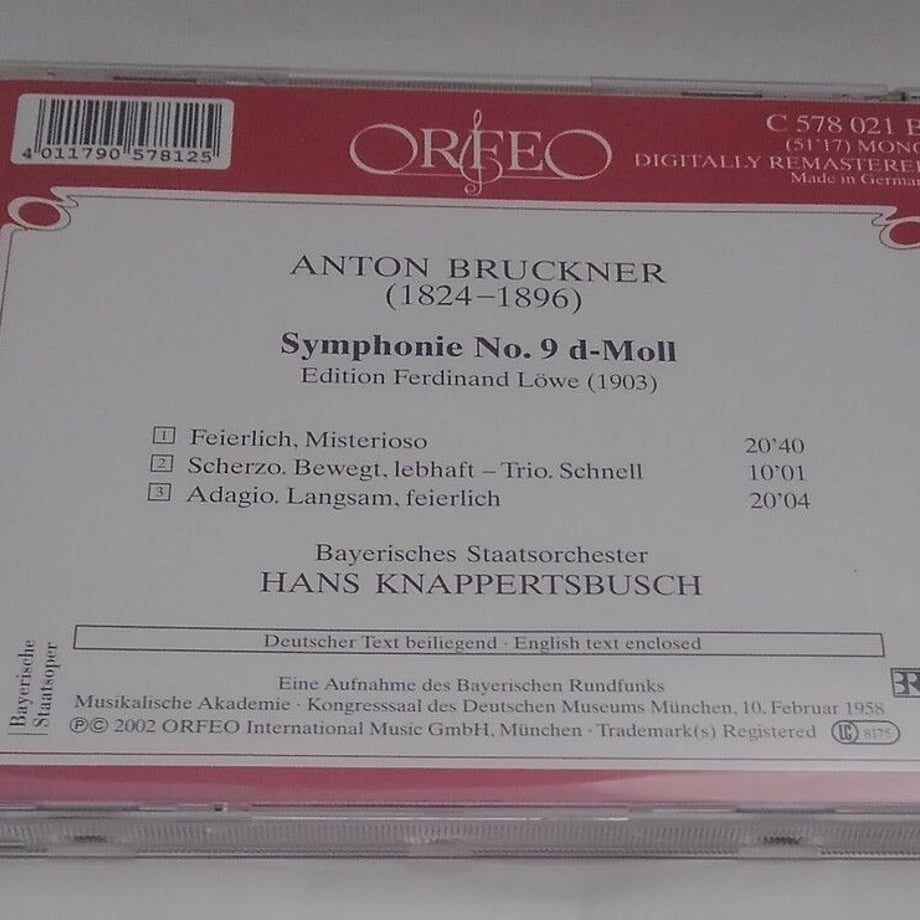 4 011790 578125
ORFEO
C 578 021
(51'17) MONO
DIGITALLY REMASTERED
Made in German
ANTON BRUCKNER
(1824–1896)
Symphonie No. 9 d-Moll
Edition Ferdinand Löwe (1903)
1 Feierlich, Misterioso 20'40
2 Scherzo. Bewegt, lebhaft – Trio. Schnell 10'01
3 Adagio. Langsam, feierlich 20'04
Bayerisches Staatsorchester
HANS KNAPPERTSBUSCH
Deutscher Text beiliegend · English text enclosed
Bayerische
Staatsoper
Eine Aufnahme des Bayerischen Rundfunks
Musikalische Akademie · Kongresssaal des Deutschen Museums München, 10. Februar 1958
ⓅⒸ 2002 ORFEO International Music GmbH, München · Trademark(s) Registered LC 8175